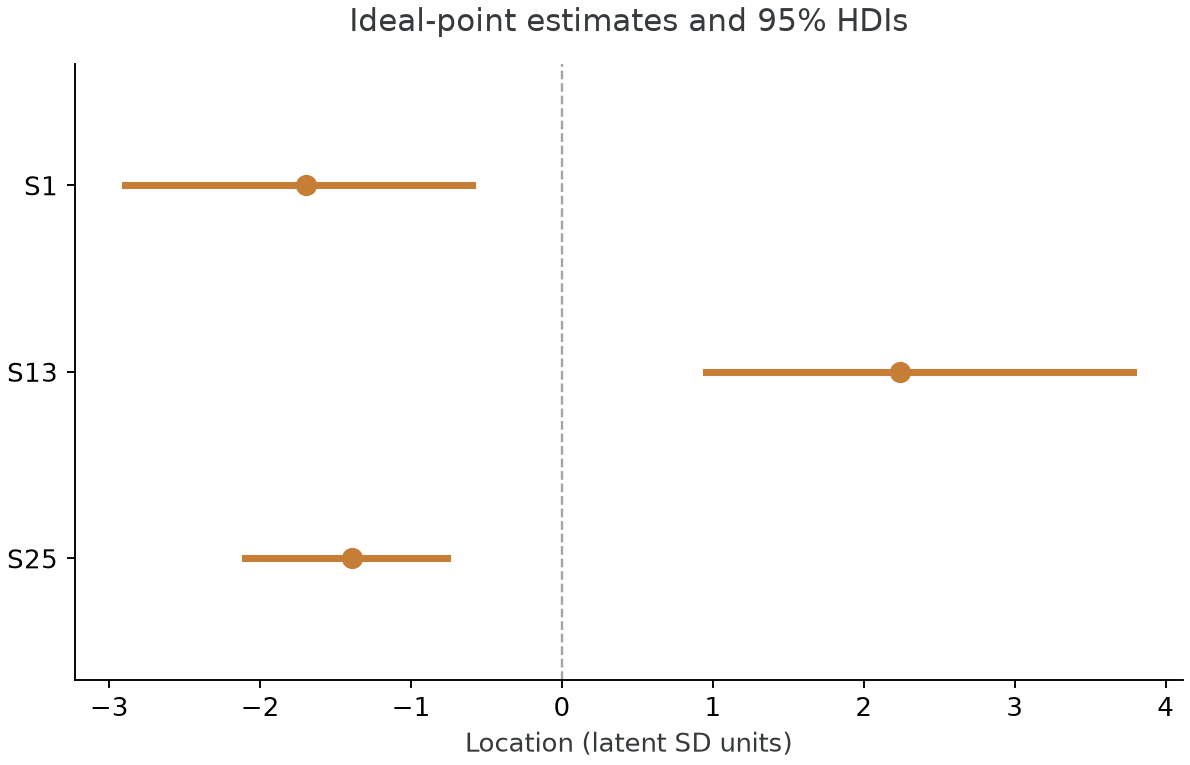 Ideal-point estimates and 95% HDIs
S1
S13
S25
−3 −2 −1 0 1 2 3 4
Location (latent SD units)